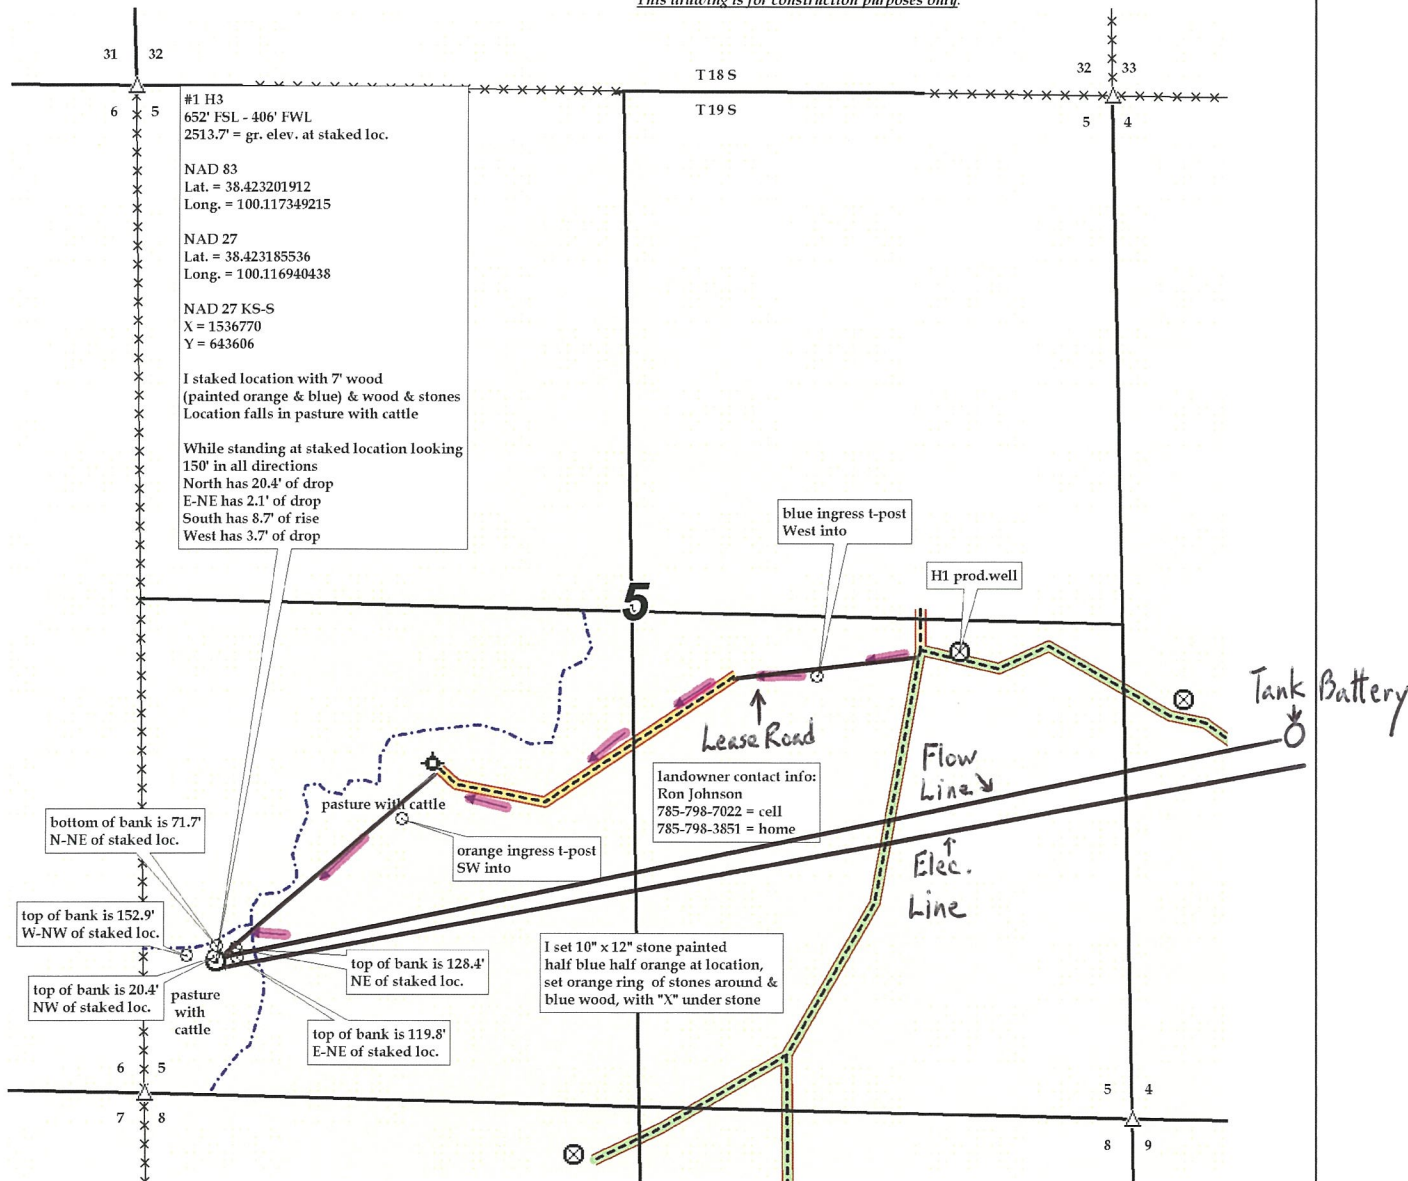 This drawing is for construction purposes only.
31
32
32
33
T 18 S
T 19 S
6
5
5
4
#1 H3
652' FSL - 406' FWL
2513.7' = gr. elev. at staked loc.
NAD 83
Lat. = 38.423201912
Long. = 100.117349215
NAD 27
Lat. = 38.423185536
Long. = 100.116940438
NAD 27 KS-S
X = 1536770
Y = 643606
I staked location with 7' wood
(painted orange & blue) & wood & stones
Location falls in pasture with cattle
While standing at staked location looking
150' in all directions
North has 20.4' of drop
E-NE has 2.1' of drop
South has 8.7' of rise
West has 3.7' of drop
blue ingress t-post
West into
H1 prod.well
5
Tank Battery
Lease Road
Flow
Line
landowner contact info:
Ron Johnson
785-798-7022 = cell
785-798-3851 = home
pasture with cattle
bottom of bank is 71.7'
N-NE of staked loc.
orange ingress t-post
SW into
Elec.
Line
top of bank is 152.9'
W-NW of staked loc.
I set 10" x 12" stone painted
half blue half orange at location,
set orange ring of stones around &
blue wood, with "X" under stone
top of bank is 128.4'
NE of staked loc.
top of bank is 20.4'
NW of staked loc.
pasture
with
cattle
top of bank is 119.8'
E-NE of staked loc.
6
5
5
4
7
8
8
9